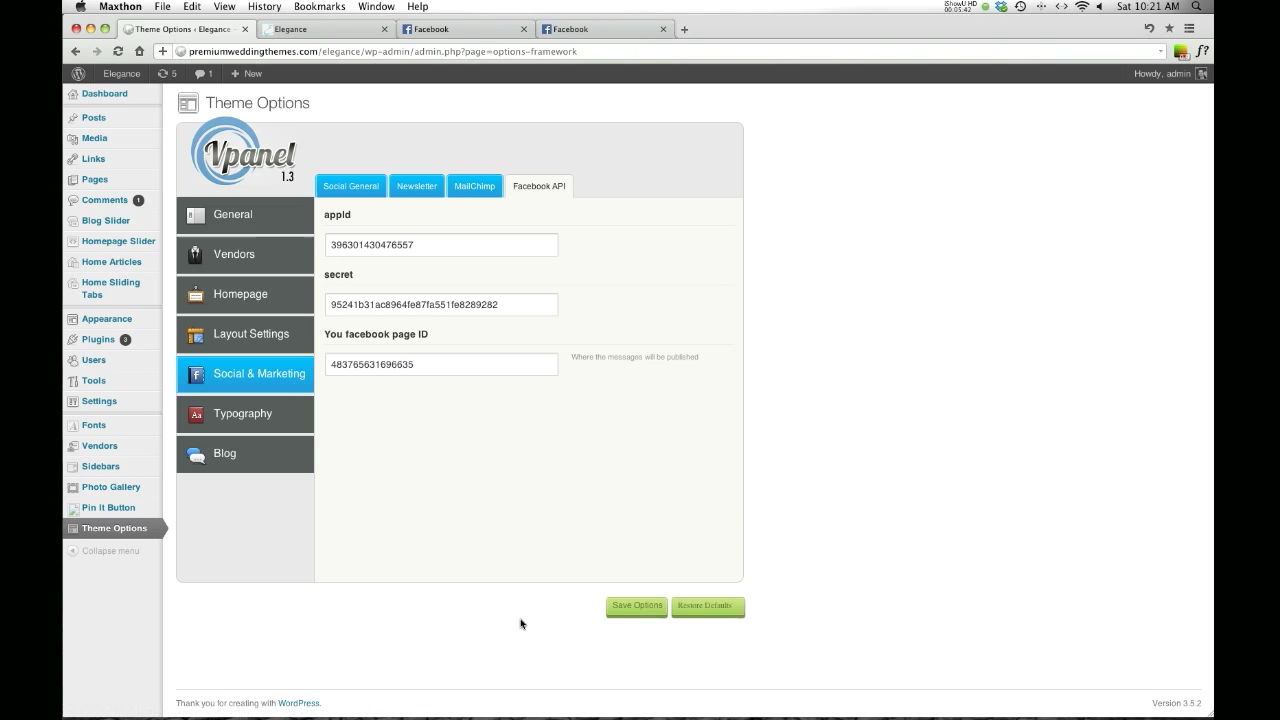 Maxthon File Edit View History Bookmarks Window Help
iShowU HD
00:05:42
Sat 10:21 AM
Theme Options ‹ Elegance
Elegance
Facebook
Facebook
premiumweddingthemes.com/elegance/wp-admin/admin.php?page=options-framework
Elegance 5 1 + New
Howdy, admin
Dashboard
Posts
Media
Links
Pages
Comments 1
Blog Slider
Homepage Slider
Home Articles
Home Sliding
Tabs
Appearance
Plugins 3
Users
Tools
Settings
Fonts
Vendors
Sidebars
Photo Gallery
Pin It Button
Theme Options
Collapse menu
Theme Options
Vpanel
1.3
Social General Newsletter MailChimp Facebook API
General
Vendors
Homepage
Layout Settings
Social & Marketing
Typography
Blog
appId
396301430476557
secret
95241b31ac8964fe87fa551fe8289282
You facebook page ID
483765631696635
Where the messages will be published
Save Options Restore Defaults
Thank you for creating with WordPress.
Version 3.5.2